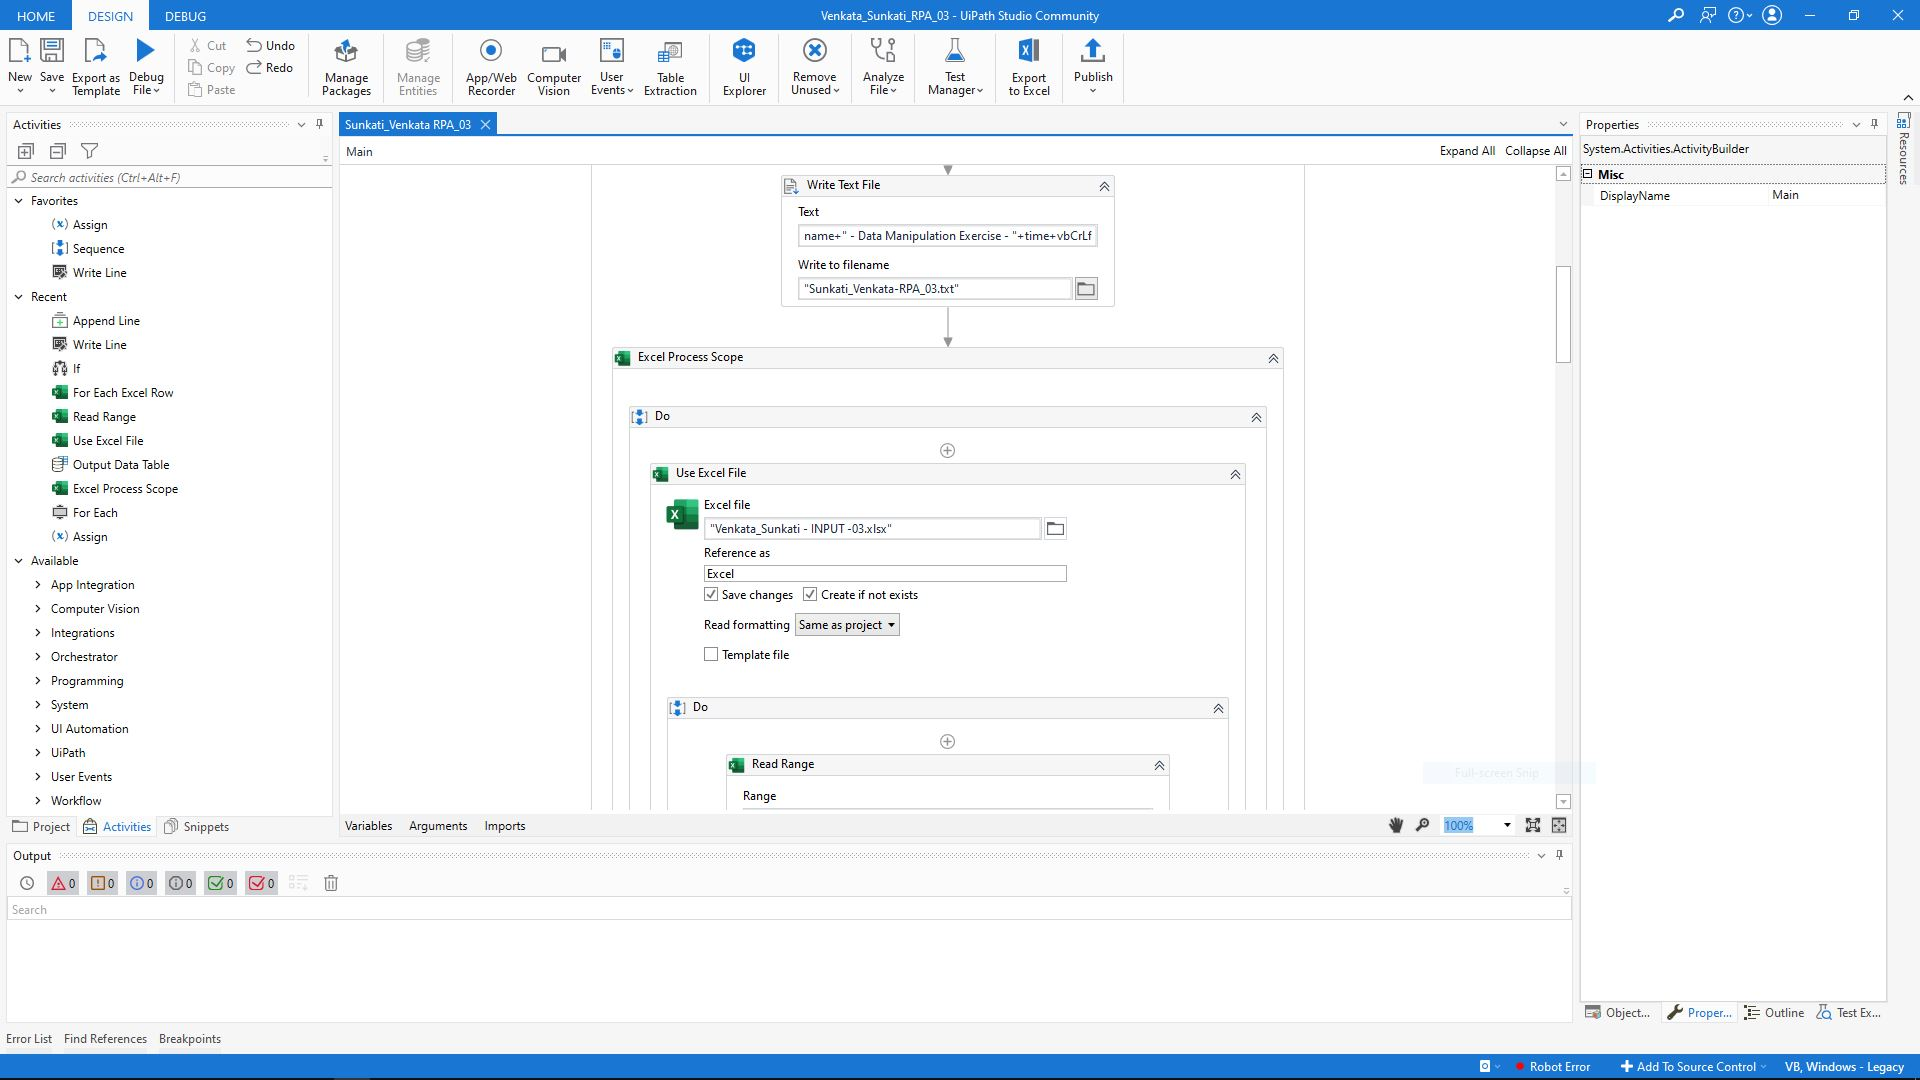 HOME DESIGN DEBUG Venkata_Sunkati_RPA_03 - UiPath Studio Community
New Save Export as Template Debug File
Cut Copy Paste Undo Redo
Manage Packages Manage Entities App/Web Recorder Computer Vision User Events Table Extraction UI Explorer Remove Unused Analyze File Test Manager Export to Excel Publish
Activities
Search activities (Ctrl+Alt+F)
Favorites
Assign
Sequence
Write Line
Recent
Append Line
Write Line
If
For Each Excel Row
Read Range
Use Excel File
Output Data Table
Excel Process Scope
For Each
Assign
Available
App Integration
Computer Vision
Integrations
Orchestrator
Programming
System
UI Automation
UiPath
User Events
Workflow
Project Activities Snippets
Sunkati_Venkata RPA_03
Main Expand All Collapse All
Write Text File
Text
name+" - Data Manipulation Exercise - "+time+vbCrLf
Write to filename
"Sunkati_Venkata-RPA_03.txt"
Excel Process Scope
Do
Use Excel File
Excel file
"Venkata_Sunkati - INPUT -03.xlsx"
Reference as
Excel
Save changes Create if not exists
Read formatting Same as project
Template file
Do
Read Range
Range
Full-screen Snip
Variables Arguments Imports 100%
Properties
System.Activities.ActivityBuilder
Misc
DisplayName Main
Resources
Object... Proper... Outline Test Ex...
Output
0 0 0 0 0 0
Search
Error List Find References Breakpoints
Robot Error Add To Source Control VB, Windows - Legacy